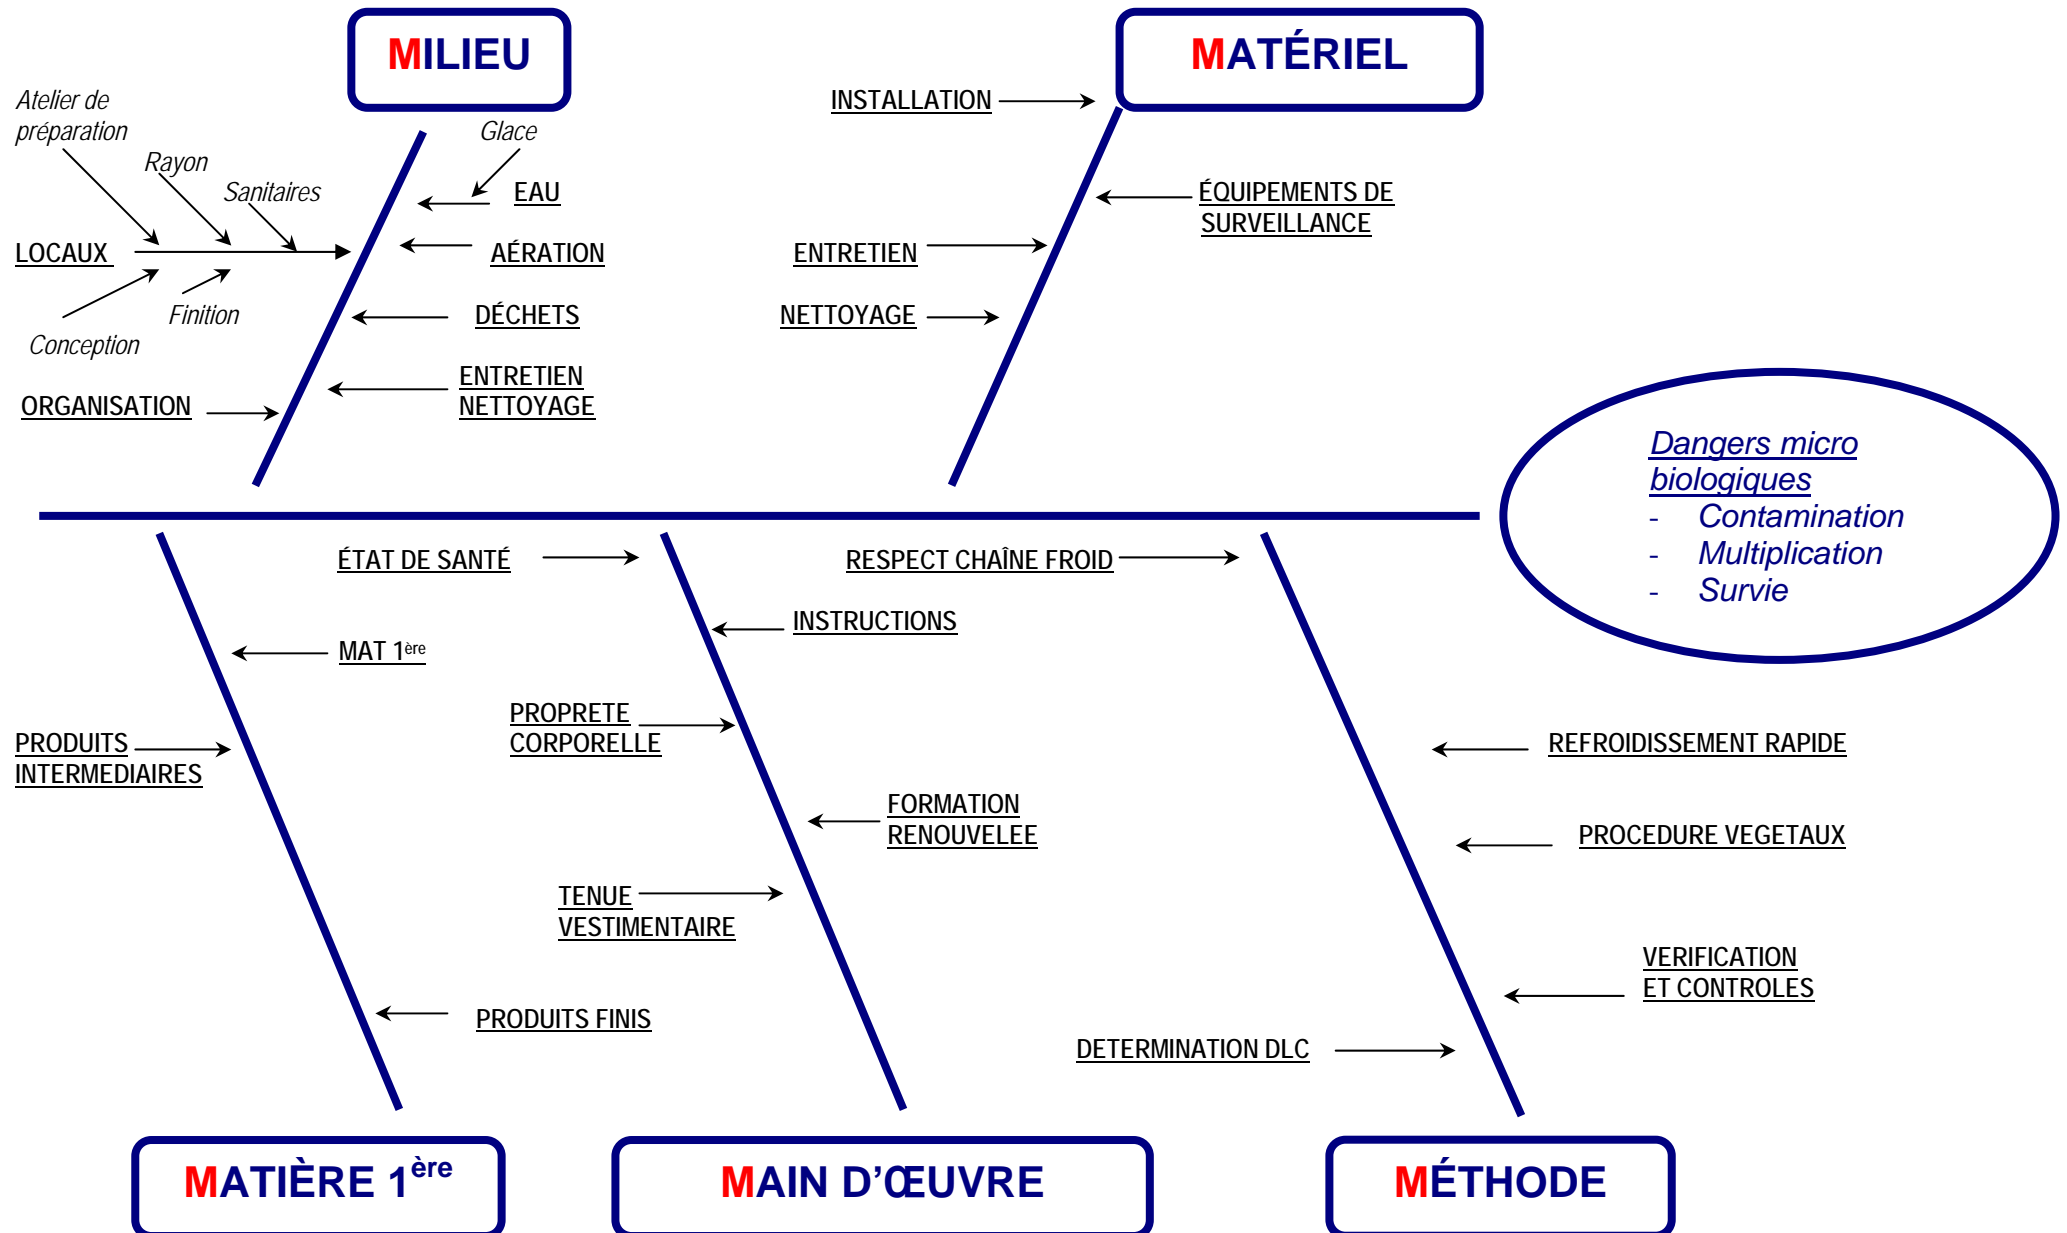 MILIEU
MATÉRIEL
Atelier de
préparation
Rayon
Sanitaires
Glace
LOCAUX
EAU
AÉRATION
Finition
Conception
DÉCHETS
ORGANISATION
ENTRETIEN
NETTOYAGE
INSTALLATION
ÉQUIPEMENTS DE
SURVEILLANCE
ENTRETIEN
NETTOYAGE
Dangers micro
biologiques
- Contamination
- Multiplication
- Survie
ÉTAT DE SANTÉ
RESPECT CHAÎNE FROID
INSTRUCTIONS
MAT 1ère
PROPRETE
CORPORELLE
PRODUITS
INTERMEDIAIRES
REFROIDISSEMENT RAPIDE
FORMATION
RENOUVELEE
PROCEDURE VEGETAUX
TENUE
VESTIMENTAIRE
VERIFICATION
ET CONTROLES
PRODUITS FINIS
DETERMINATION DLC
MATIÈRE 1ère
MAIN D’ŒUVRE
MÉTHODE